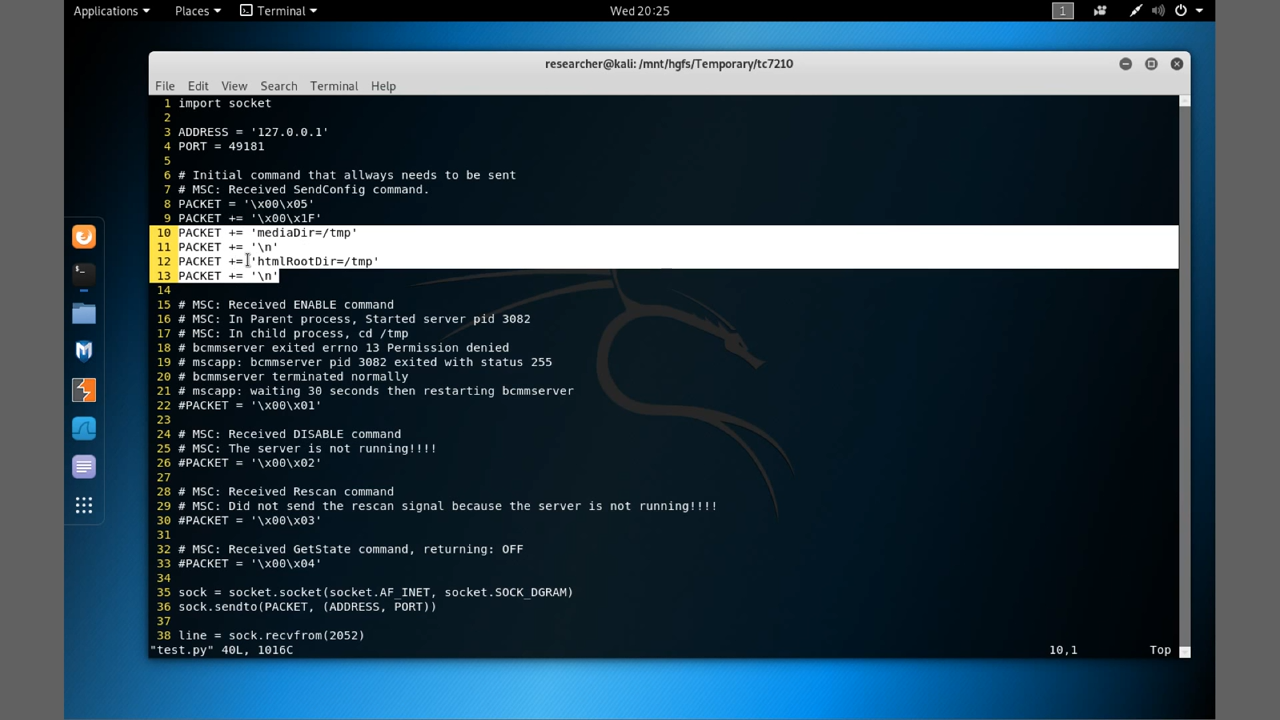 Applications Places Terminal Wed 20:25 1
researcher@kali: /mnt/hgfs/Temporary/tc7210
File Edit View Search Terminal Help
1 import socket
2
3 ADDRESS = '127.0.0.1'
4 PORT = 49181
5
6 # Initial command that allways needs to be sent
7 # MSC: Received SendConfig command.
8 PACKET = '\x00\x05'
9 PACKET += '\x00\x1F'
10 PACKET += 'mediaDir=/tmp'
11 PACKET += '\n'
12 PACKET += 'htmlRootDir=/tmp'
13 PACKET += '\n'
14
15 # MSC: Received ENABLE command
16 # MSC: In Parent process, Started server pid 3082
17 # MSC: In child process, cd /tmp
18 # bcmmserver exited errno 13 Permission denied
19 # mscapp: bcmmserver pid 3082 exited with status 255
20 # bcmmserver terminated normally
21 # mscapp: waiting 30 seconds then restarting bcmmserver
22 #PACKET = '\x00\x01'
23
24 # MSC: Received DISABLE command
25 # MSC: The server is not running!!!!
26 #PACKET = '\x00\x02'
27
28 # MSC: Received Rescan command
29 # MSC: Did not send the rescan signal because the server is not running!!!!
30 #PACKET = '\x00\x03'
31
32 # MSC: Received GetState command, returning: OFF
33 #PACKET = '\x00\x04'
34
35 sock = socket.socket(socket.AF_INET, socket.SOCK_DGRAM)
36 sock.sendto(PACKET, (ADDRESS, PORT))
37
38 line = sock.recvfrom(2052)
"test.py" 40L, 1016C 10,1 Top